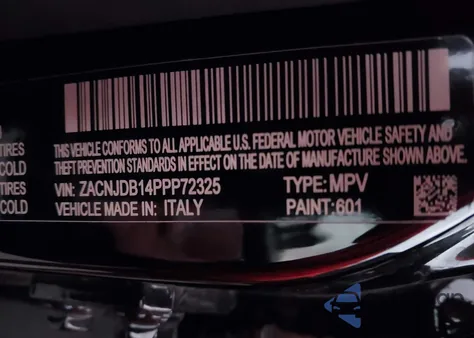 TIRES
COLD
TIRES
COLD
THIS VEHICLE CONFORMS TO ALL APPLICABLE U.S. FEDERAL MOTOR VEHICLE SAFETY AND
THEFT PREVENTION STANDARDS IN EFFECT ON THE DATE OF MANUFACTURE SHOWN ABOVE.
VIN: ZACNJDB14PPP72325 TYPE: MPV
VEHICLE MADE IN: ITALY PAINT: 601